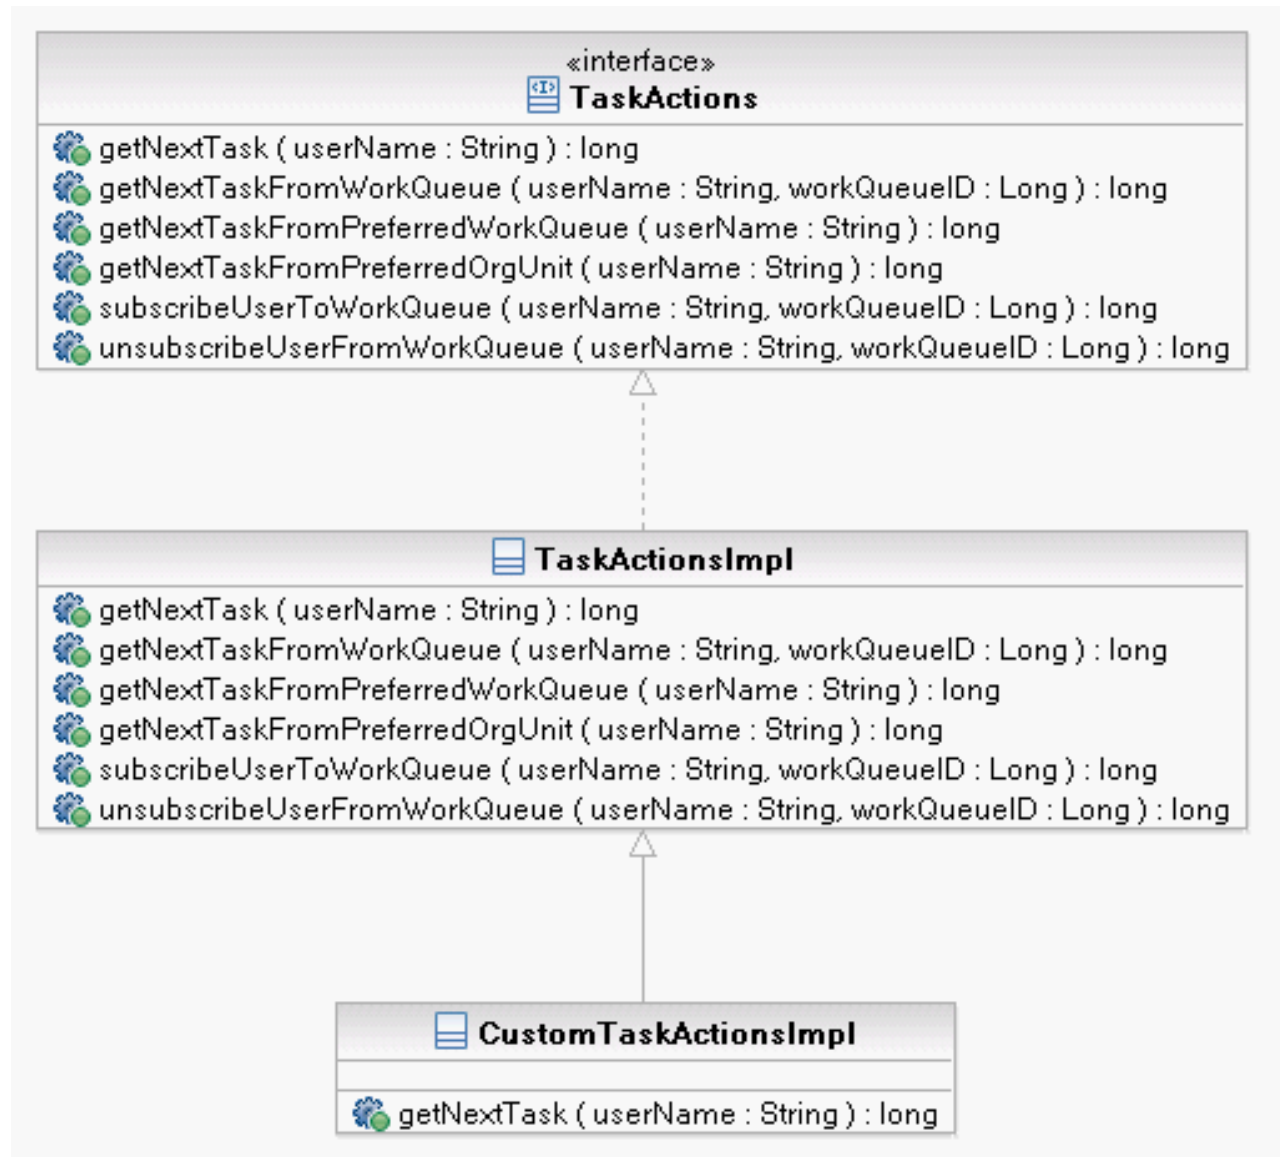 «interface»
TaskActions
getNextTask ( userName : String ) : long
getNextTaskFromWorkQueue ( userName : String, workQueueID : Long ) : long
getNextTaskFromPreferredWorkQueue ( userName : String ) : long
getNextTaskFromPreferredOrgUnit ( userName : String ) : long
subscribeUserToWorkQueue ( userName : String, workQueueID : Long ) : long
unsubscribeUserFromWorkQueue ( userName : String, workQueueID : Long ) : long
TaskActionsImpl
getNextTask ( userName : String ) : long
getNextTaskFromWorkQueue ( userName : String, workQueueID : Long ) : long
getNextTaskFromPreferredWorkQueue ( userName : String ) : long
getNextTaskFromPreferredOrgUnit ( userName : String ) : long
subscribeUserToWorkQueue ( userName : String, workQueueID : Long ) : long
unsubscribeUserFromWorkQueue ( userName : String, workQueueID : Long ) : long
CustomTaskActionsImpl
getNextTask ( userName : String ) : long